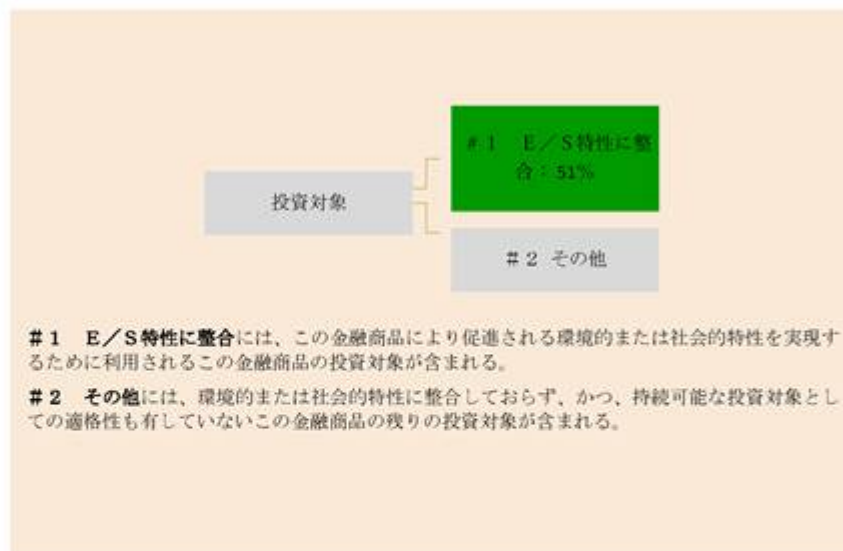 ＃１　Ｅ／Ｓ特性に整
合：51%
投資対象
＃２ その他
＃１　Ｅ／Ｓ特性に整合には、この金融商品により促進される環境的または社会的特性を実現す
るために利用されるこの金融商品の投資対象が含まれる。
＃２　その他には、環境的または社会的特性に整合しておらず、かつ、持続可能な投資対象とし
ての適格性も有していないこの金融商品の残りの投資対象が含まれる。